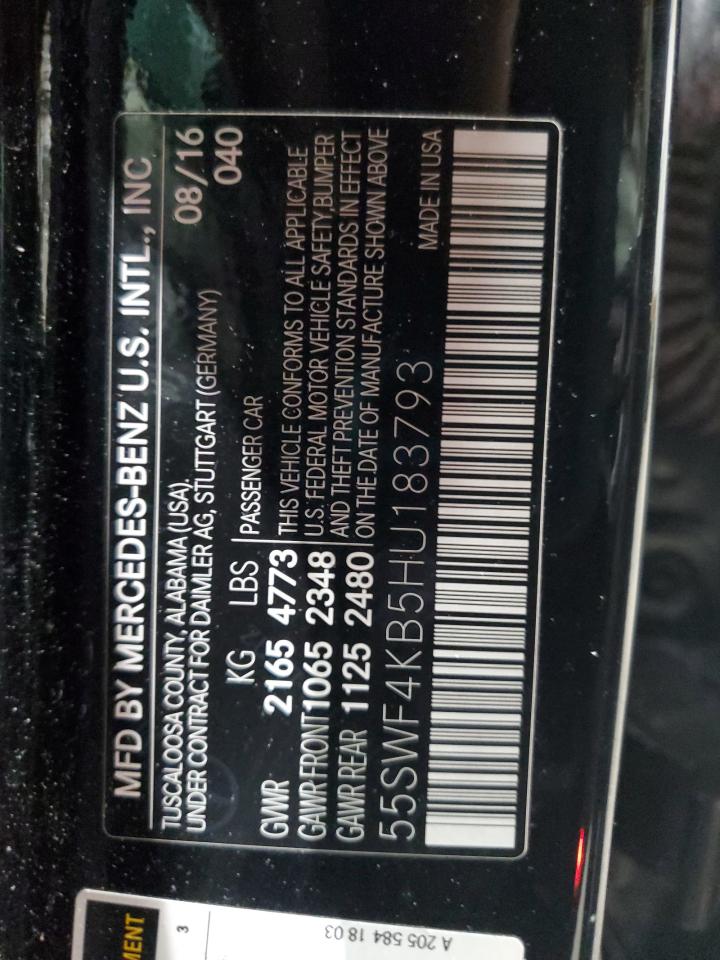 MFD BY MERCEDES-BENZ U.S. INTL., INC
TUSCALOOSA COUNTY, ALABAMA (USA)
08/16
UNDER CONTRACT FOR DAIMLER AG, STUTTGART (GERMANY)
040
KG LBS PASSENGER CAR
GWR 2165 4773 THIS VEHICLE CONFORMS TO ALL APPLICABLE
GAWR FRONT 1065 2348 U.S. FEDERAL MOTOR VEHICLE SAFETY BUMPER
GAWR REAR 1125 2480 AND THEFT PREVENTION STANDARDS IN EFFECT
ON THE DATE OF MANUFACTURE SHOWN ABOVE
55SWF4KB5HU183793 MADE IN USA
MENT
3
A 205 584 18 03